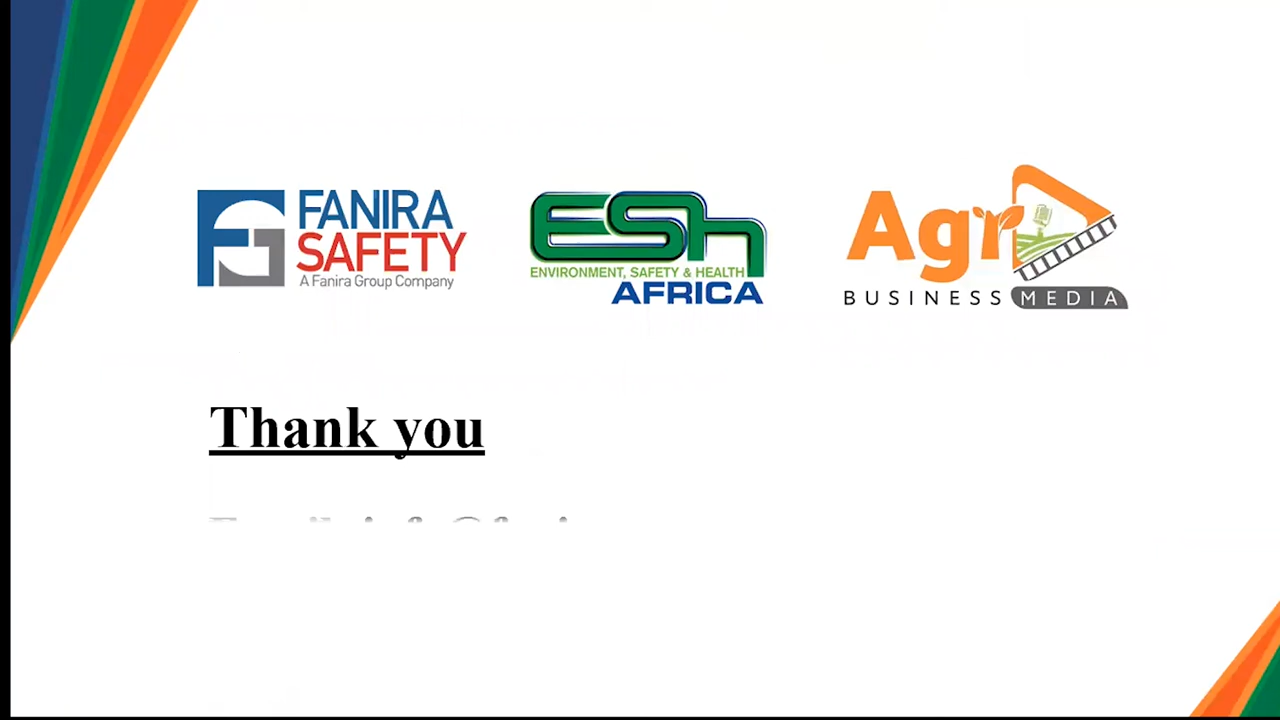 FANIRA
SAFETY
A Fanira Group Company
ESh
ENVIRONMENT, SAFETY & HEALTH
AFRICA
Agri
BUSINESS MEDIA
Thank you